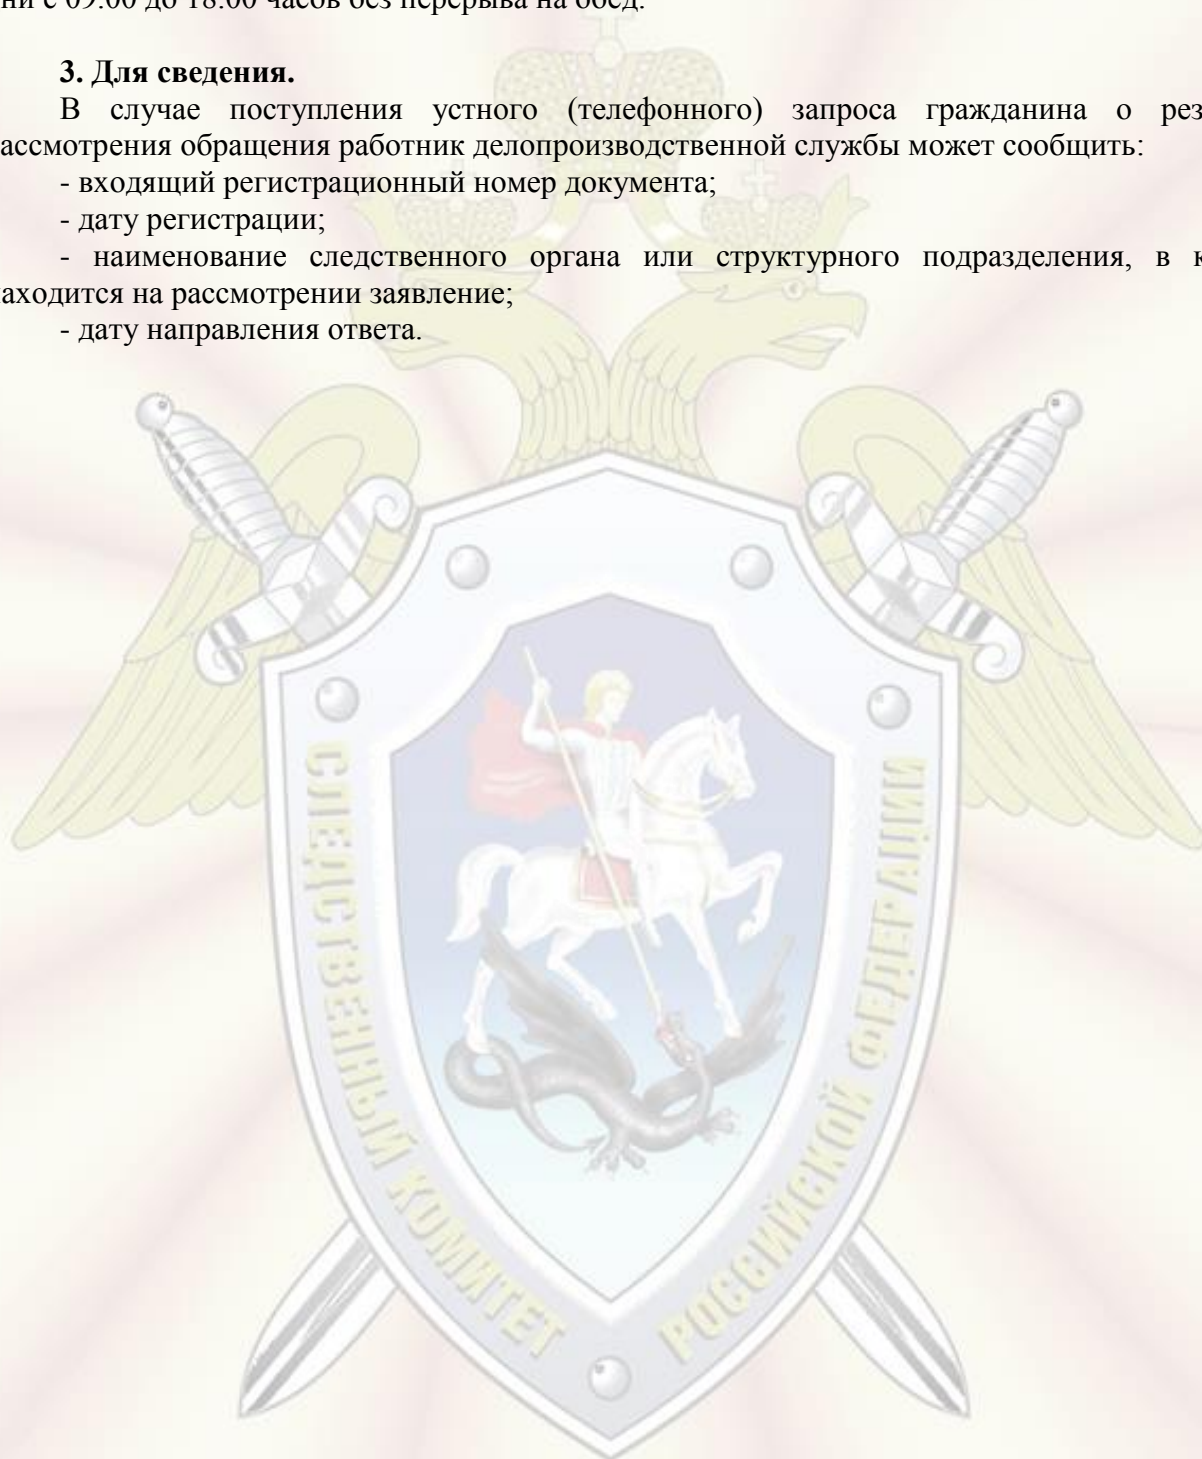 ни с 09.00 до 18.00 часов без перерыва на обед.
3. Для сведения.
В случае поступления устного (телефонного) запроса гражданина о рез
ассмотрения обращения работник делопроизводственной службы может сообщить:
- входящий регистрационный номер документа;
- дату регистрации;
- наименование следственного органа или структурного подразделения, в к
аходится на рассмотрении заявление;
- дату направления ответа.
СЛЕДСТВЕННЫЙ КОМИТЕТ
РОССИЙСКОЙ ФЕДЕРАЦИИ